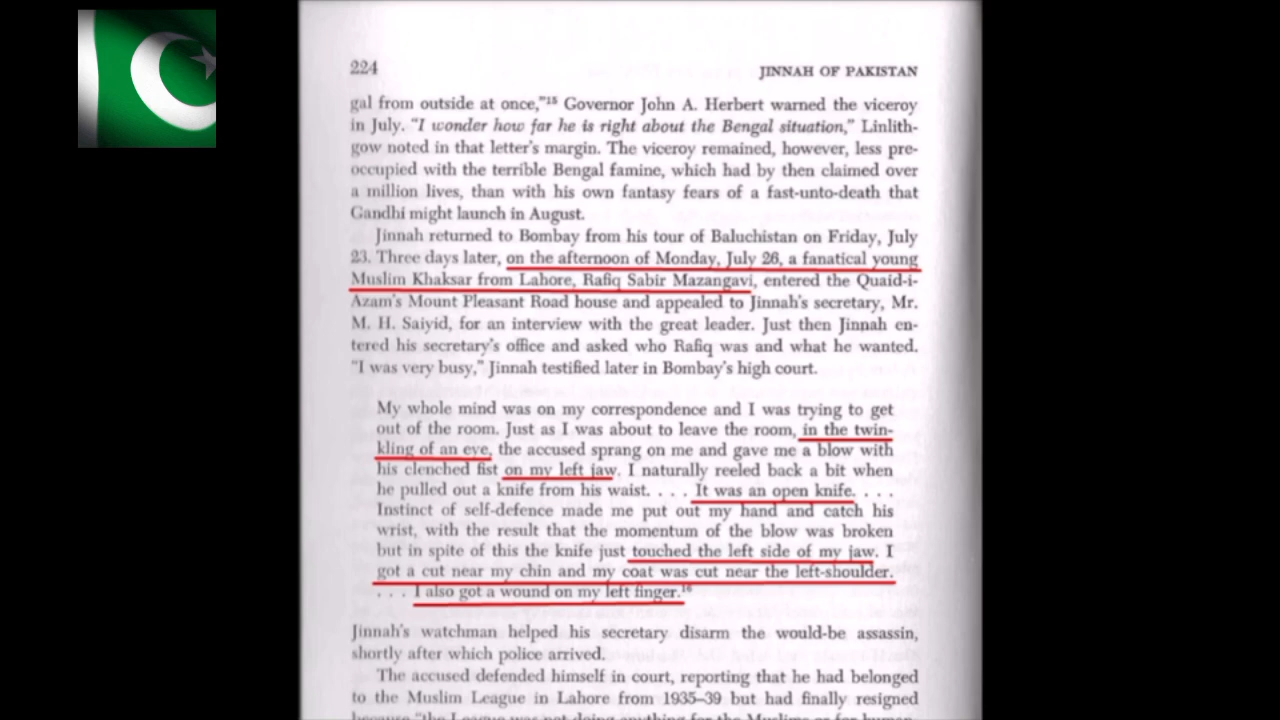 224
JINNAH OF PAKISTAN
gal from outside at once,"15 Governor John A. Herbert warned the viceroy
in July. "I wonder how far he is right about the Bengal situation," Linlith-
gow noted in that letter's margin. The viceroy remained, however, less pre-
occupied with the terrible Bengal famine, which had by then claimed over
a million lives, than with his own fantasy fears of a fast-unto-death that
Gandhi might launch in August.
Jinnah returned to Bombay from his tour of Baluchistan on Friday, July
23. Three days later, on the afternoon of Monday, July 26, a fanatical young
Muslim Khaksar from Lahore, Rafiq Sabir Mazangavi, entered the Quaid-i-
Azam's Mount Pleasant Road house and appealed to Jinnah's secretary, Mr.
M. H. Saiyid, for an interview with the great leader. Just then Jinnah en-
tered his secretary's office and asked who Rafiq was and what he wanted.
"I was very busy," Jinnah testified later in Bombay's high court.
My whole mind was on my correspondence and I was trying to get
out of the room. Just as I was about to leave the room, in the twin-
kling of an eye, the accused sprang on me and gave me a blow with
his clenched fist on my left jaw. I naturally reeled back a bit when
he pulled out a knife from his waist. . . . It was an open knife. . . .
Instinct of self-defence made me put out my hand and catch his
wrist, with the result that the momentum of the blow was broken
but in spite of this the knife just touched the left side of my jaw. I
got a cut near my chin and my coat was cut near the left-shoulder.
. . . I also got a wound on my left finger.16
Jinnah's watchman helped his secretary disarm the would-be assassin,
shortly after which police arrived.
The accused defended himself in court, reporting that he had belonged
to the Muslim League in Lahore from 1935–39 but had finally resigned
because "the League was not doing anything for the Muslims or for human-